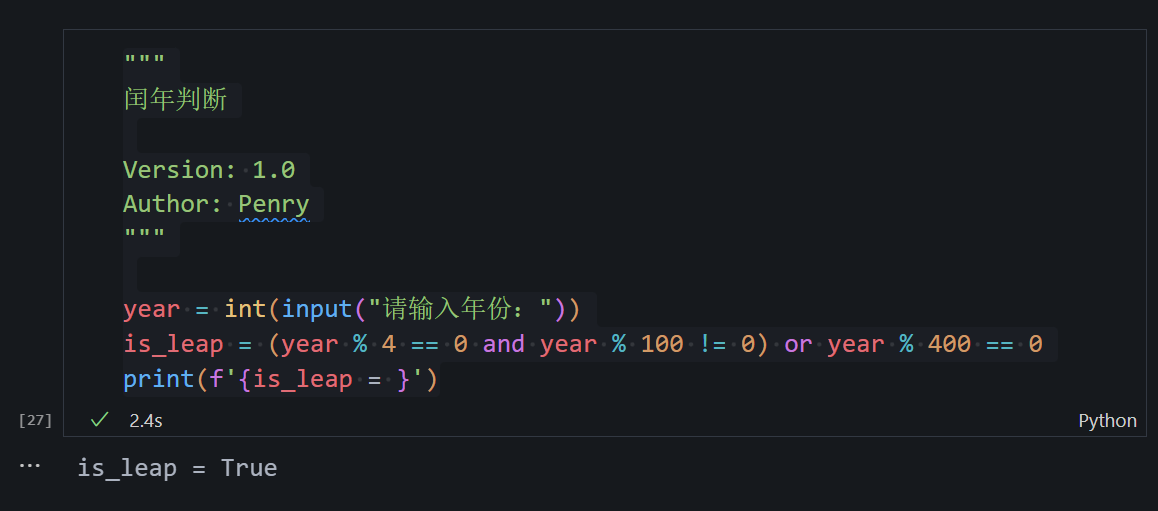 """
闰年判断
Version: 1.0
Author: Penry
"""
year = int(input("请输入年份："))
is_leap = (year % 4 == 0 and year % 100 != 0) or year % 400 == 0
print(f'{is_leap = }')
[27] ✓ 2.4s Python
... is_leap = True